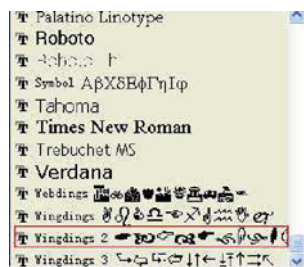 Palatino Linotype
Roboto
Symbol ΑβΧδΕϕΓηΙφ
Tahoma
Times New Roman
Trebuchet MS
Verdana
Webdings
Wingdings
Wingdings 2
Wingdings 3